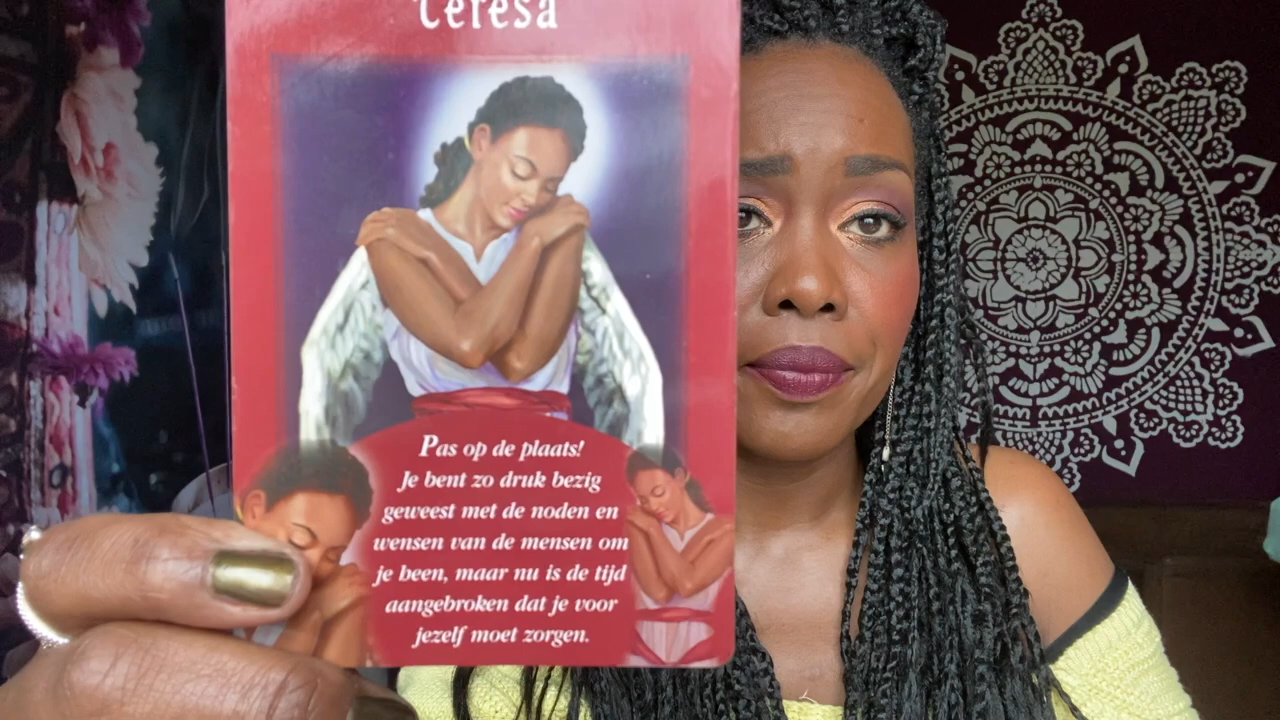 Teresa
Pas op de plaats!
Je bent zo druk bezig
geweest met de noden en
wensen van de mensen om
je heen, maar nu is de tijd
aangebroken dat je voor
jezelf moet zorgen.